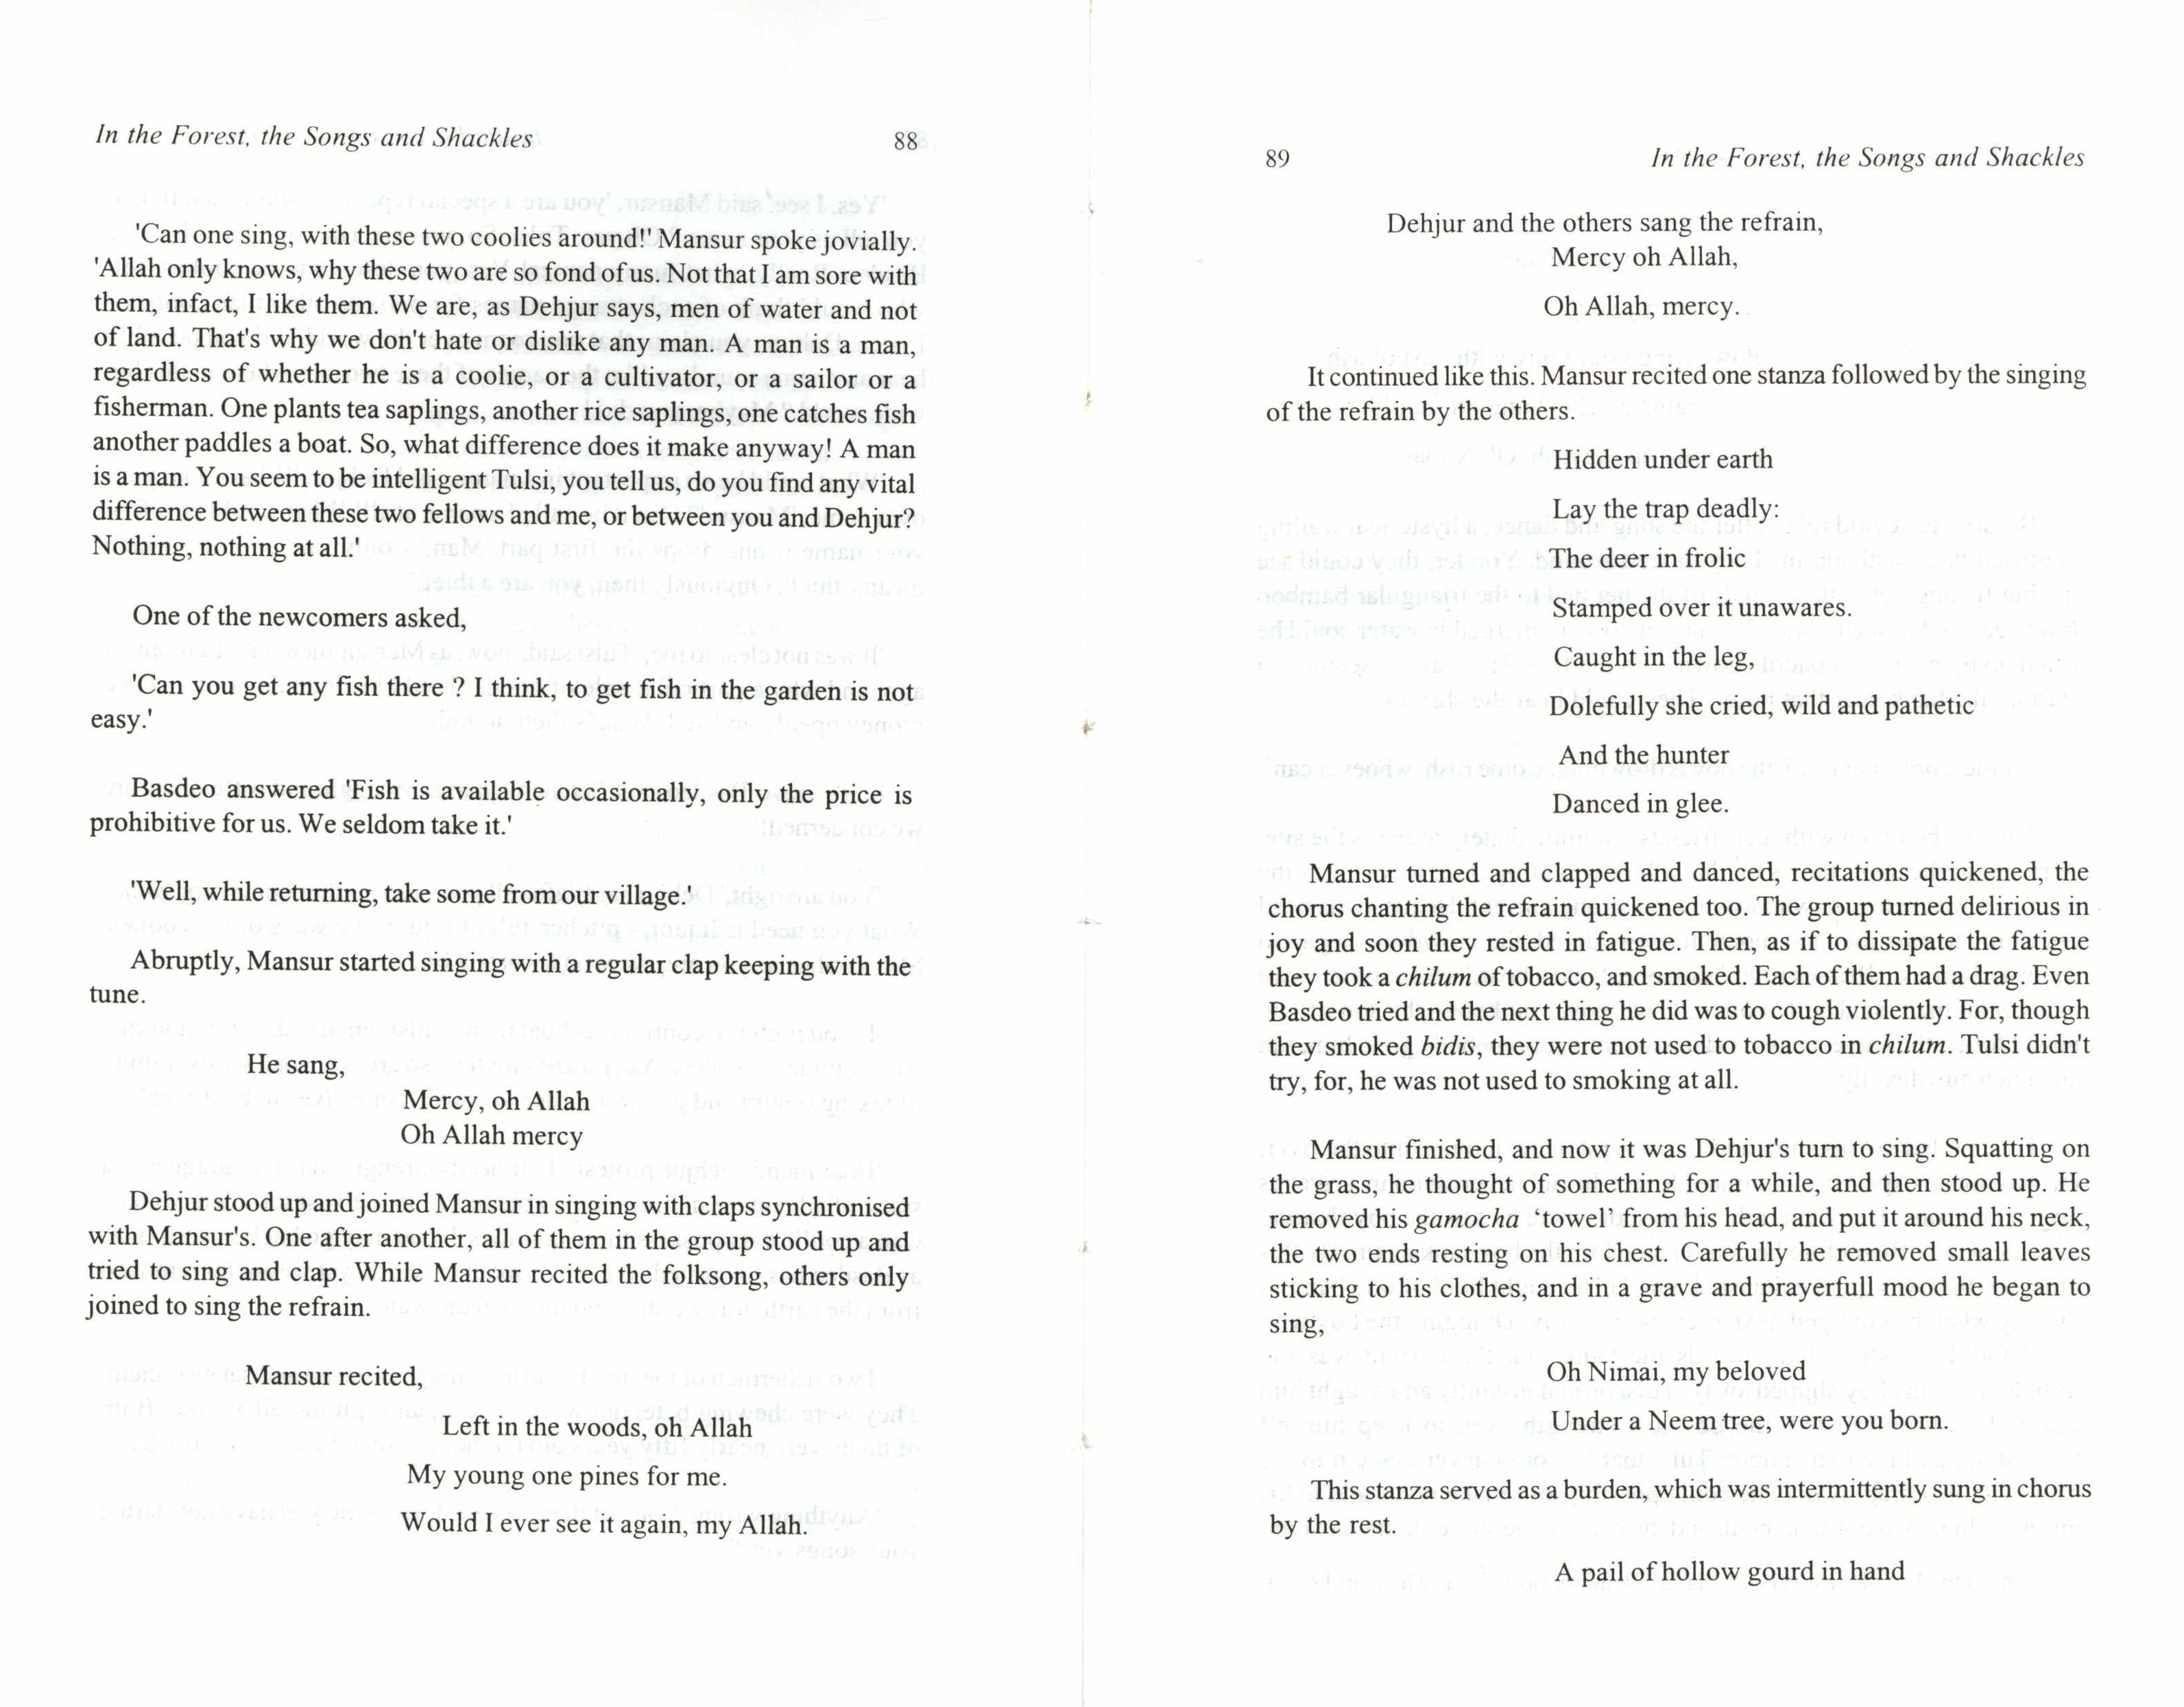 In the Forest, the Songs and Shackles 88
'Can one sing, with these two coolies around!' Mansur spoke jovially.
'Allah only knows, why these two are so fond of us. Not that I am sore with
them, infact, I like them. We are, as Dehjur says, men of water and not
of land. That's why we don't hate or dislike any man. A man is a man,
regardless of whether he is a coolie, or a cultivator, or a sailor or a
fisherman. One plants tea saplings, another rice saplings, one catches fish
another paddles a boat. So, what difference does it make anyway! A man
is a man. You seem to be intelligent Tulsi, you tell us, do you find any vital
difference between these two fellows and me, or between you and Dehjur?
Nothing, nothing at all.'
One of the newcomers asked,
'Can you get any fish there ? I think, to get fish in the garden is not
easy.'
Basdeo answered 'Fish is available occasionally, only the price is
prohibitive for us. We seldom take it.'
'Well, while returning, take some from our village.'
Abruptly, Mansur started singing with a regular clap keeping with the
tune.
He sang,
Mercy, oh Allah
Oh Allah mercy
Dehjur stood up and joined Mansur in singing with claps synchronised
with Mansur's. One after another, all of them in the group stood up and
tried to sing and clap. While Mansur recited the folksong, others only
joined to sing the refrain.
Mansur recited,
Left in the woods, oh Allah
My young one pines for me.
Would I ever see it again, my Allah.
89 In the Forest, the Songs and Shackles
Dehjur and the others sang the refrain,
Mercy oh Allah,
Oh Allah, mercy.
It continued like this. Mansur recited one stanza followed by the singing
of the refrain by the others.
Hidden under earth
Lay the trap deadly:
The deer in frolic
Stamped over it unawares.
Caught in the leg,
Dolefully she cried, wild and pathetic
And the hunter
Danced in glee.
Mansur turned and clapped and danced, recitations quickened, the
chorus chanting the refrain quickened too. The group turned delirious in
joy and soon they rested in fatigue. Then, as if to dissipate the fatigue
they took a chilum of tobacco, and smoked. Each of them had a drag. Even
Basdeo tried and the next thing he did was to cough violently. For, though
they smoked bidis, they were not used to tobacco in chilum. Tulsi didn't
try, for, he was not used to smoking at all.
Mansur finished, and now it was Dehjur's turn to sing. Squatting on
the grass, he thought of something for a while, and then stood up. He
removed his gamocha ‘towel’ from his head, and put it around his neck,
the two ends resting on his chest. Carefully he removed small leaves
sticking to his clothes, and in a grave and prayerfull mood he began to
sing,
Oh Nimai, my beloved
Under a Neem tree, were you born.
This stanza served as a burden, which was intermittently sung in chorus
by the rest.
A pail of hollow gourd in hand